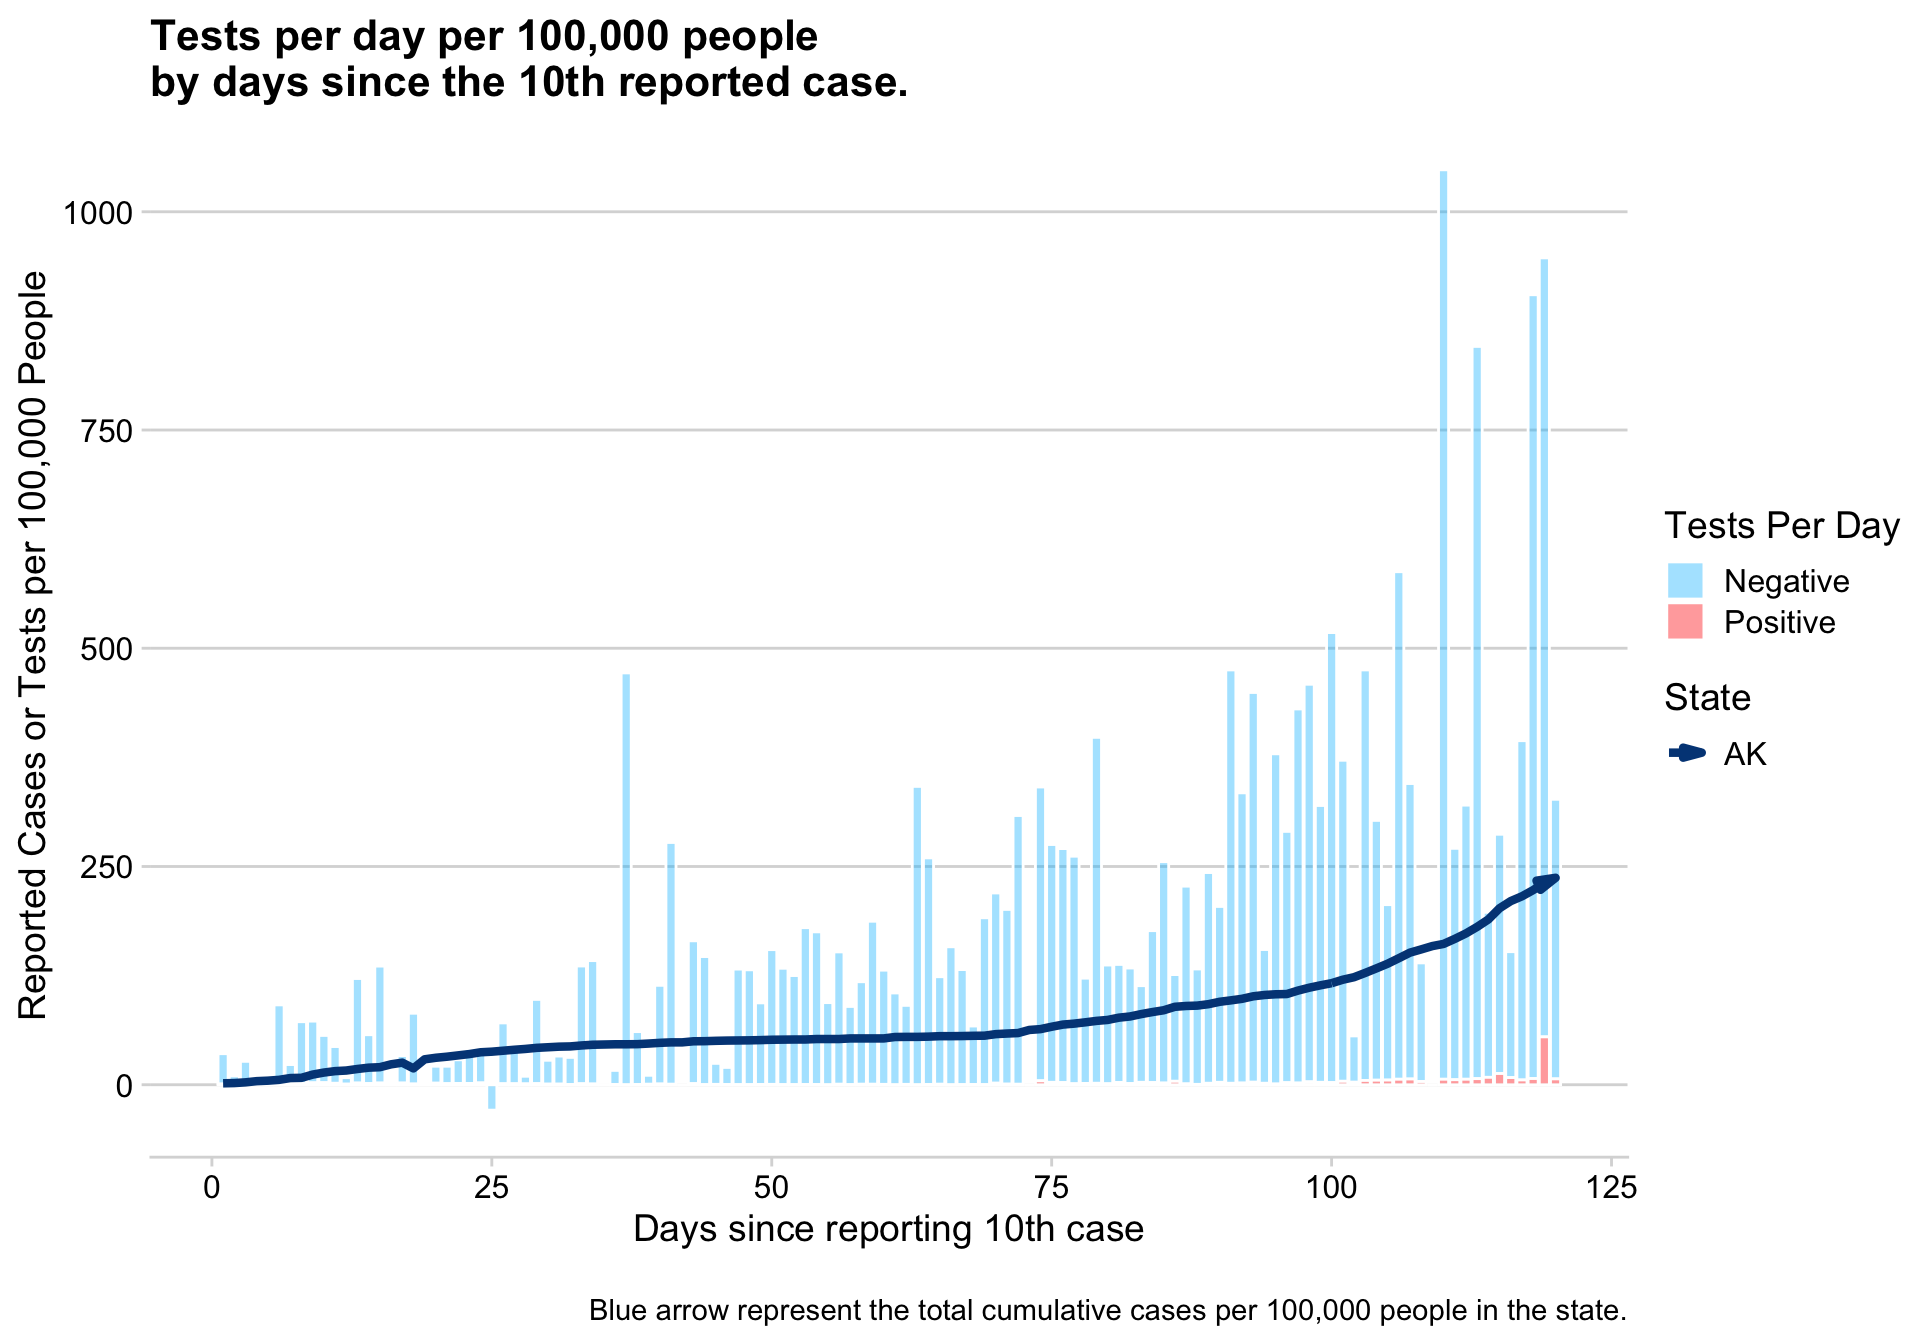 Tests per day per 100,000 people
by days since the 10th reported case.
Reported Cases or Tests per 100,000 People
1000
750
500
250
0
0
25
50
75
100
125
Days since reporting 10th case
Tests Per Day
Negative
Positive
State
AK
Blue arrow represent the total cumulative cases per 100,000 people in the state.